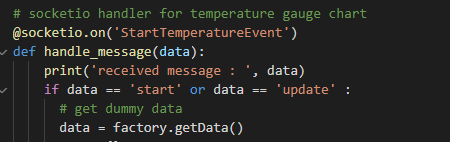 # socketio handler for temperature gauge chart
@socketio.on('StartTemperatureEvent')
def handle_message(data):
print('received message : ', data)
if data == 'start' or data == 'update' :
# get dummy data
data = factory.getData()